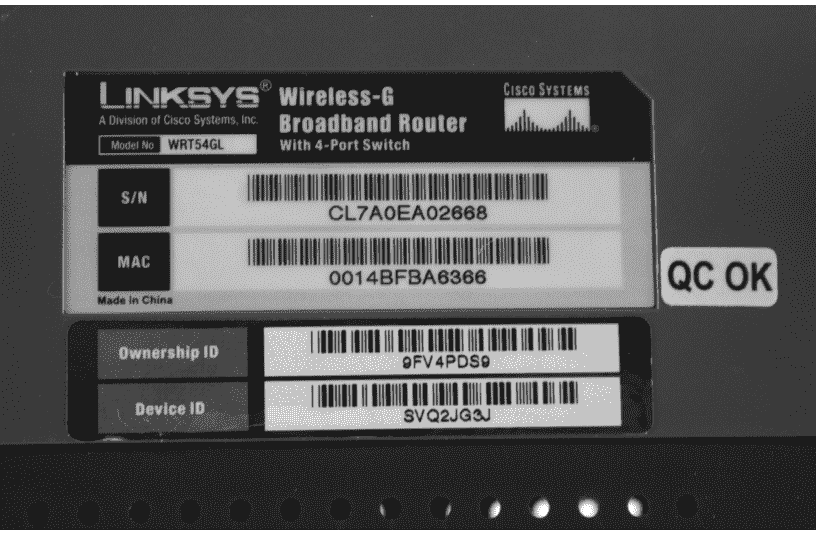 LINKSYS®
A Division of Cisco Systems, Inc.
Model No WRT54GL
Wireless-G
Broadband Router
With 4-Port Switch
CISCO SYSTEMS
®
S/N
CL7A0EA02668
MAC
0014BFBA6366
Made in China
QC OK
Ownership ID
9FV4PDS9
Device ID
SVQ2JG3J